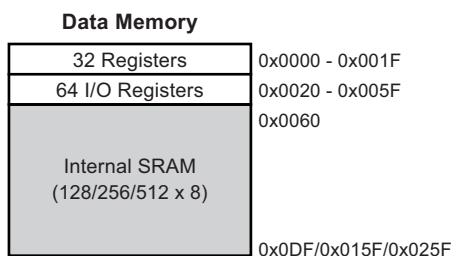 Data Memory
32 Registers 0x0000 - 0x001F
64 I/O Registers 0x0020 - 0x005F
0x0060
Internal SRAM
(128/256/512 x 8)
0x0DF/0x015F/0x025F